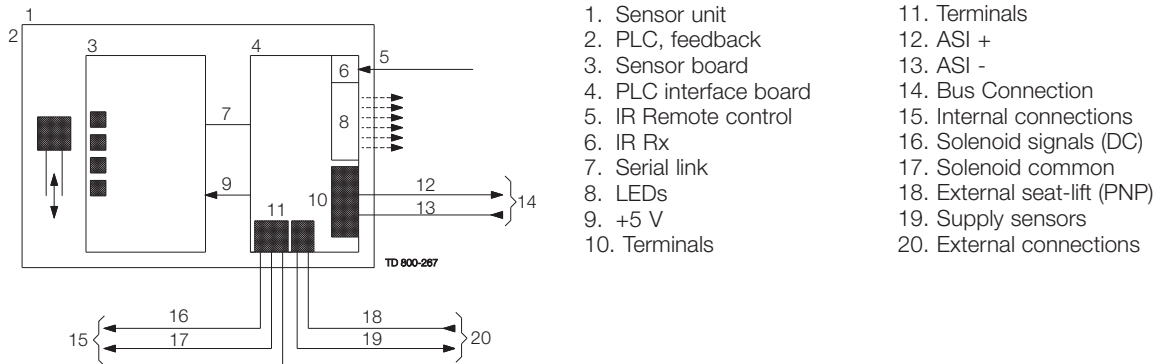 1
2
3
4
5
6
7
8
9
10
11
12
13
14
TD 800-267
15
16
17
18
19
20
1. Sensor unit
2. PLC, feedback
3. Sensor board
4. PLC interface board
5. IR Remote control
6. IR Rx
7. Serial link
8. LEDs
9. +5 V
10. Terminals
11. Terminals
12. ASI +
13. ASI -
14. Bus Connection
15. Internal connections
16. Solenoid signals (DC)
17. Solenoid common
18. External seat-lift (PNP)
19. Supply sensors
20. External connections